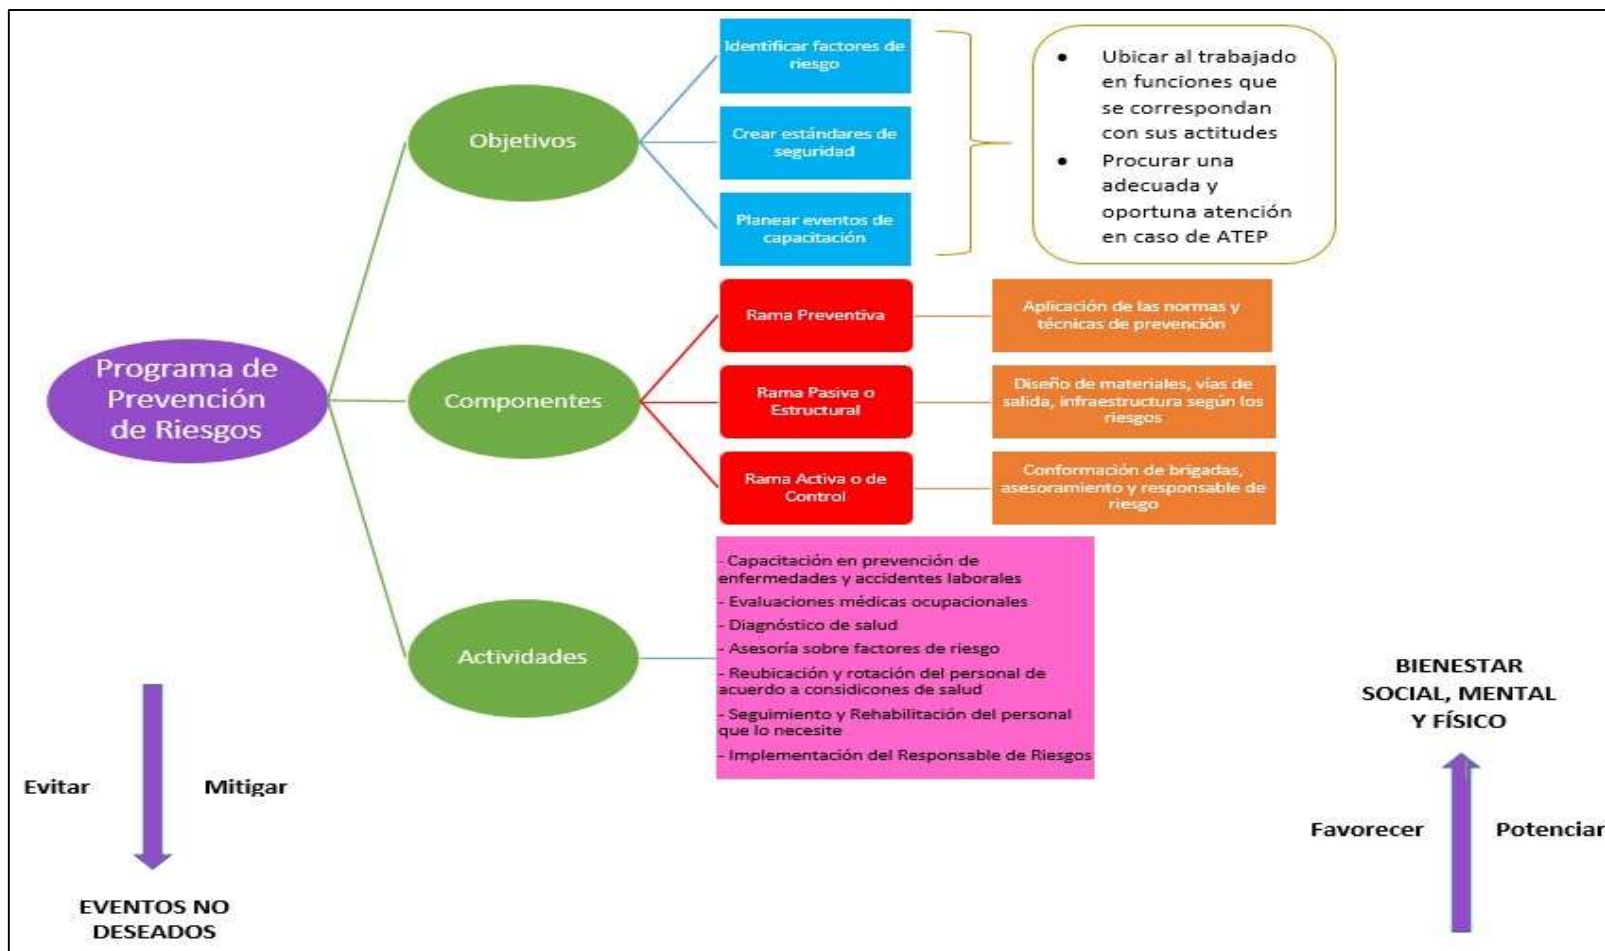 Programa de
Prevención
de Riesgos
Objetivos
Identificar factores de
riesgo
Crear estándares de
seguridad
Planear eventos de
capacitación
• Ubicar al trabajado
en funciones que
se correspondan
con sus actitudes
• Procurar una
adecuada y
oportuna atención
en caso de ATEP
Componentes
Rama Preventiva
Aplicación de las normas y
técnicas de prevención
Rama Pasiva o
Estructural
Diseño de materiales, vías de
salida, infraestructura según los
riesgos
Rama Activa o de
Control
Conformación de brigadas,
asesoramiento y responsable de
riesgo
Actividades
- Capacitación en prevención de
enfermedades y accidentes laborales
- Evaluaciones médicas ocupacionales
- Diagnóstico de salud
- Asesoría sobre factores de riesgo
- Reubicación y rotación del personal de
acuerdo a considicones de salud
- Seguimiento y Rehabilitación del personal
que lo necesite
- Implementación del Responsable de Riesgos
Evitar
Mitigar
EVENTOS NO
DESEADOS
BIENESTAR
SOCIAL, MENTAL
Y FÍSICO
Favorecer
Potenciar